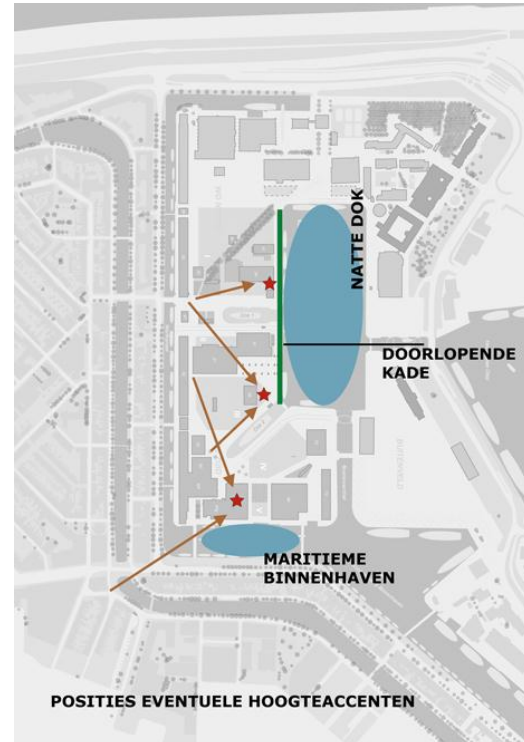 NATTE DOK
DOORLOPENDE
KADE
MARITIEME
BINNENHAVEN
POSITIES EVENTUELE HOOGTEACCENTEN